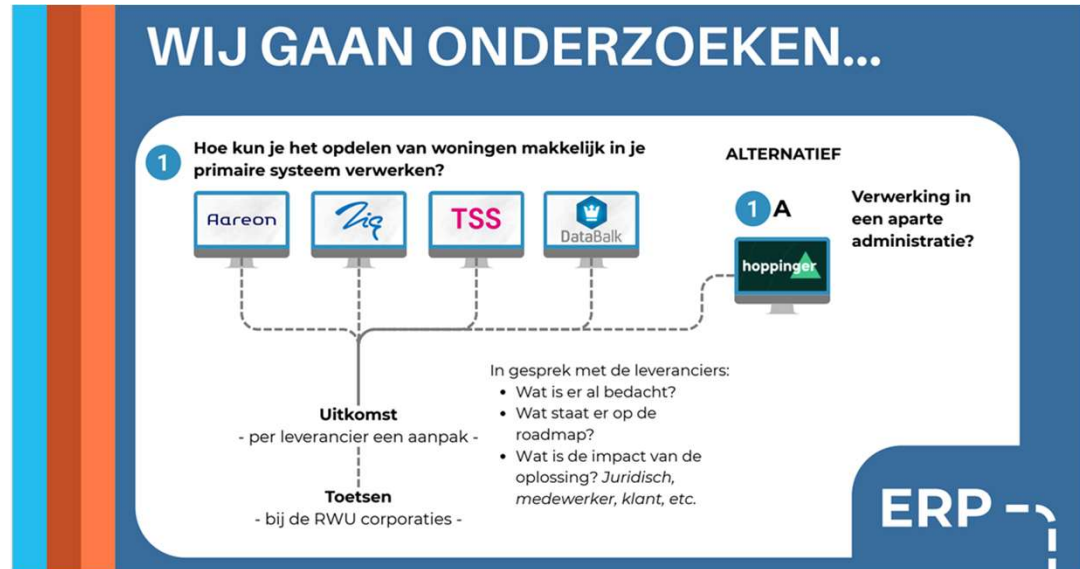 WIJ GAAN ONDERZOEKEN...
1
Hoe kun je het opdelen van woningen makkelijk in je
primaire systeem verwerken?
Aareon
Zig
TSS
DataBalk
ALTERNATIEF
1 A
Verwerking in
een aparte
administratie?
hoppinger
Uitkomst
- per leverancier een aanpak -
Toetsen
- bij de RWU corporaties -
In gesprek met de leveranciers:
• Wat is er al bedacht?
• Wat staat er op de
roadmap?
• Wat is de impact van de
oplossing? Juridisch,
medewerker, klant, etc.
ERP